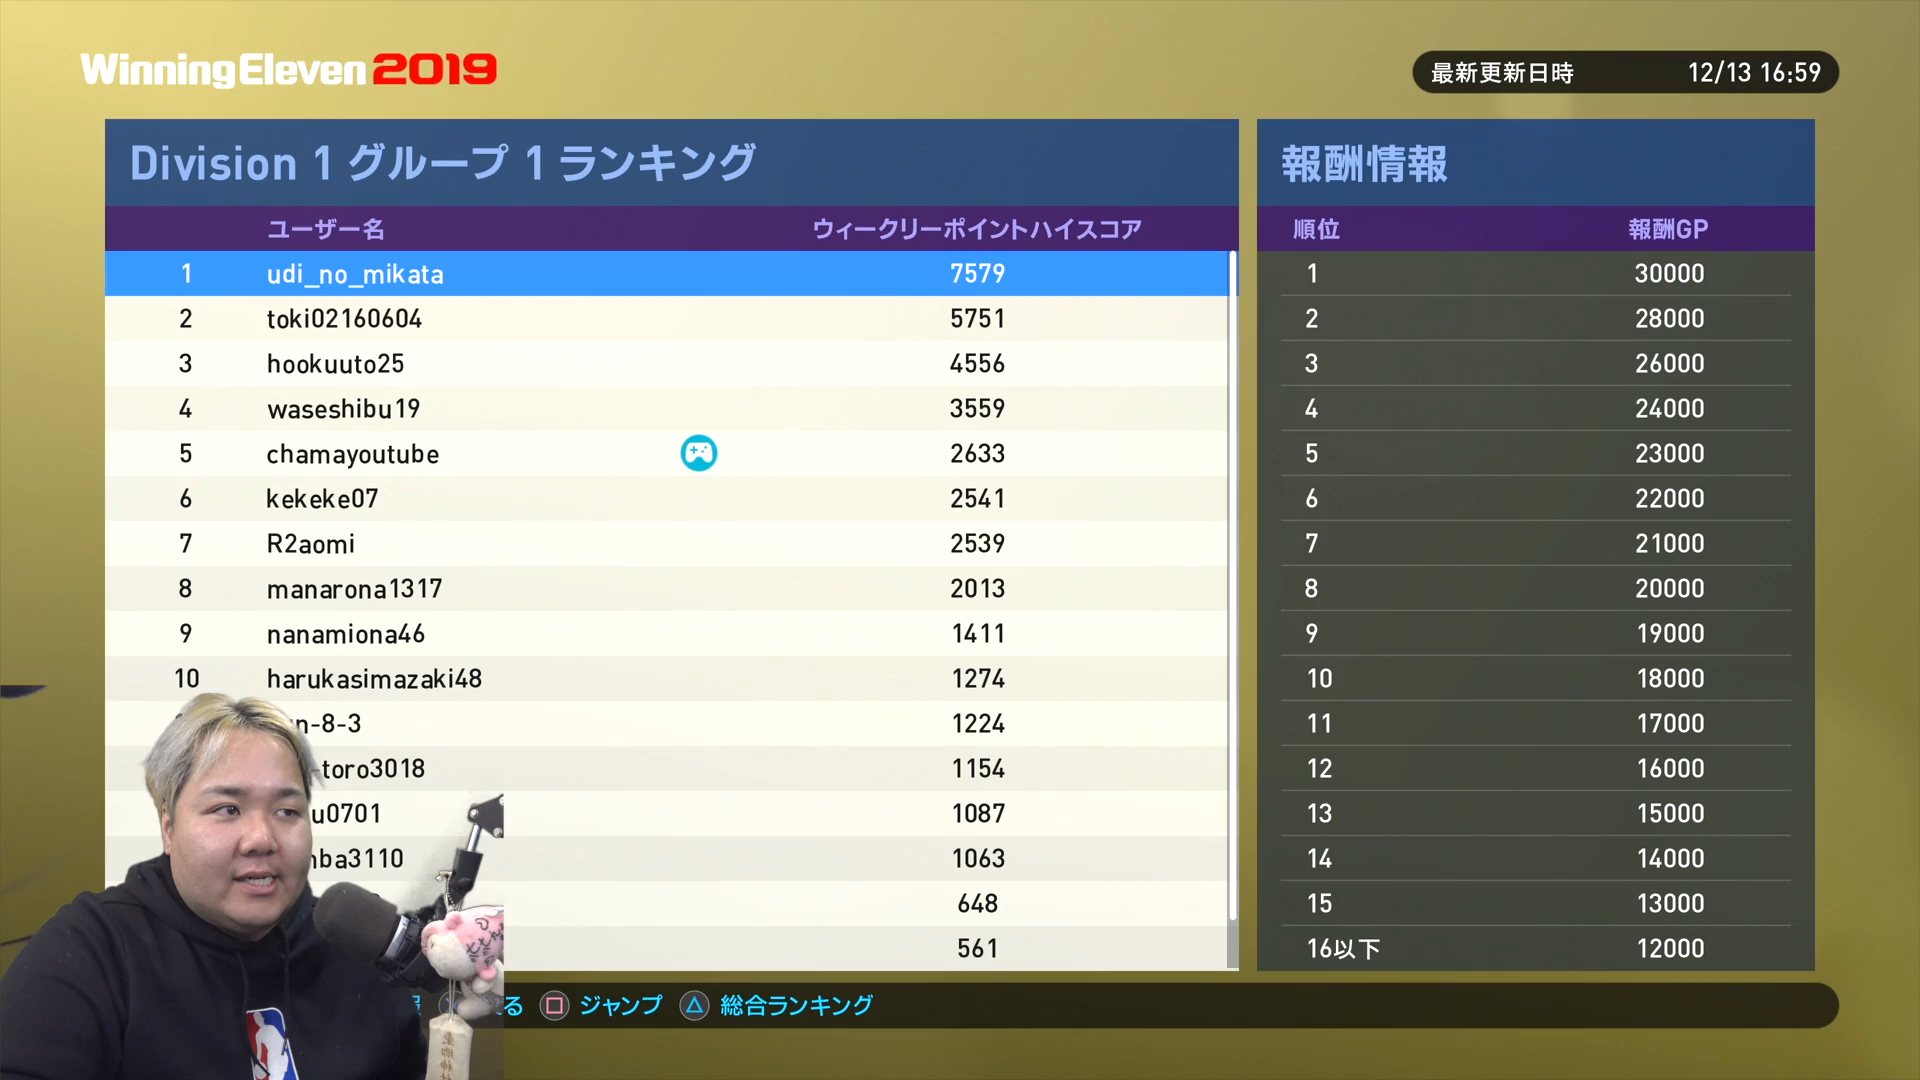 WinningEleven 2019
最新更新日時 12/13 16:59
Division 1 グループ 1 ランキング
ユーザー名 ウィークリーポイントハイスコア
1 udi_no_mikata 7579
2 toki02160604 5751
3 hookuuto25 4556
4 waseshibu19 3559
5 chamayoutube 2633
6 kekeke07 2541
7 R2aomi 2539
8 manarona1317 2013
9 nanamiona46 1411
10 harukasimazaki48 1274
n-8-3 1224
-toro3018 1154
u0701 1087
ba3110 1063
648
561
報酬情報
順位 報酬GP
1 30000
2 28000
3 26000
4 24000
5 23000
6 22000
7 21000
8 20000
9 19000
10 18000
11 17000
12 16000
13 15000
14 14000
15 13000
16以下 12000
る ジャンプ 総合ランキング